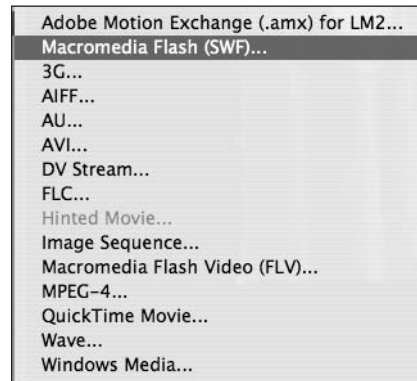 Adobe Motion Exchange (.amx) for LM2...
Macromedia Flash (SWF)...
3G...
AIFF...
AU...
AVI...
DV Stream...
FLC...
Hinted Movie...
Image Sequence...
Macromedia Flash Video (FLV)...
MPEG-4...
QuickTime Movie...
Wave...
Windows Media...